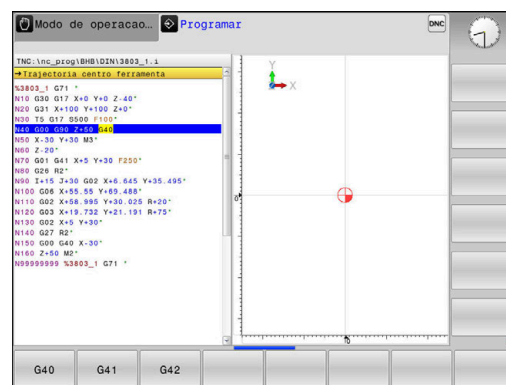 Modo de operacao... Programar
DNC
TNC:\nc_prog\BHB\DIN\3803_1.i
→Trajectoria centro ferramenta
%3803_1 G71 *
N10 G30 G17 X+0 Y+0 Z-40*
N20 G31 X+100 Y+100 Z+0*
N30 T5 G17 S500 F100*
N40 G00 G90 Z+50 G40
N50 X-30 Y+30 M3*
N60 Z-20*
N70 G01 G41 X+5 Y+30 F250*
N80 G26 R2*
N90 I+15 J+30 G02 X+6.645 Y+35.495*
N100 G06 X+55.55 Y+69.488*
N110 G02 X+58.995 Y+30.025 R+20*
N120 G03 X+19.732 Y+21.191 R+75*
N130 G02 X+5 Y+30*
N140 G27 R2*
N150 G00 G40 X-30*
N160 Z+50 M2*
N99999999 %3803_1 G71 *
Y
X
0
0
G40 G41 G42